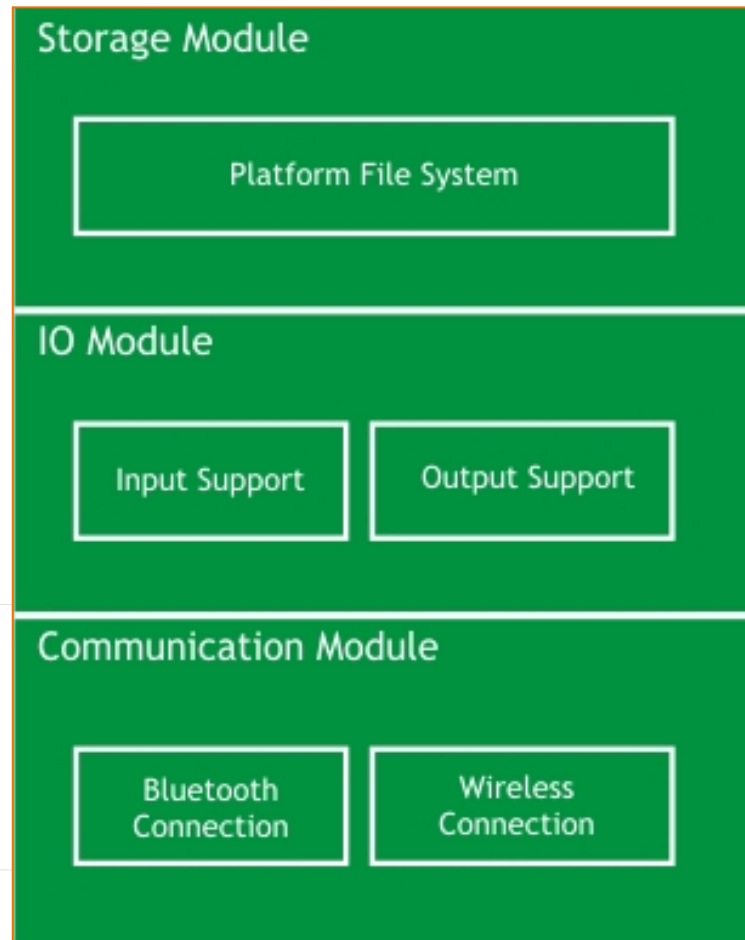 Storage Module
Platform File System
IO Module
Input Support
Output Support
Communication Module
Bluetooth
Connection
Wireless
Connection